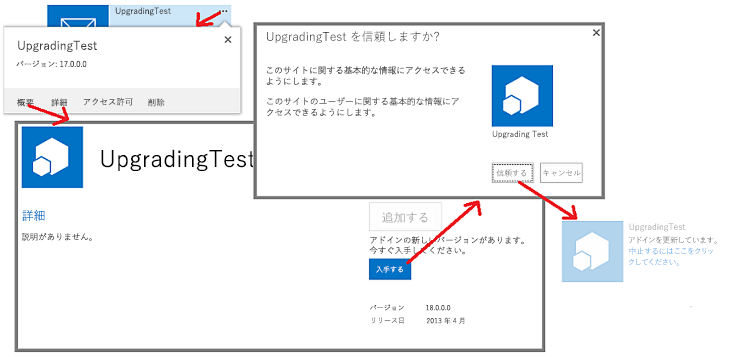 UpgradingTest
...
UpgradingTest
バージョン: 17.0.0.0
概要 詳細 アクセス許可 削除
UpgradingTest
詳細
説明がありません。
追加する
アドインの新しいバージョンがあります。
今すぐ入手してください。
入手する
バージョン 18.0.0.0
リリース日 2013 年 4 月
UpgradingTest を信頼しますか?
このサイトに関する基本的な情報にアクセスできる
ようにします。
このサイトのユーザーに関する基本的な情報にア
クセスできるようにします。
Upgrading Test
信頼する キャンセル
UpgradingTest
アドインを更新しています。
中止するにはここをクリッ
クしてください。